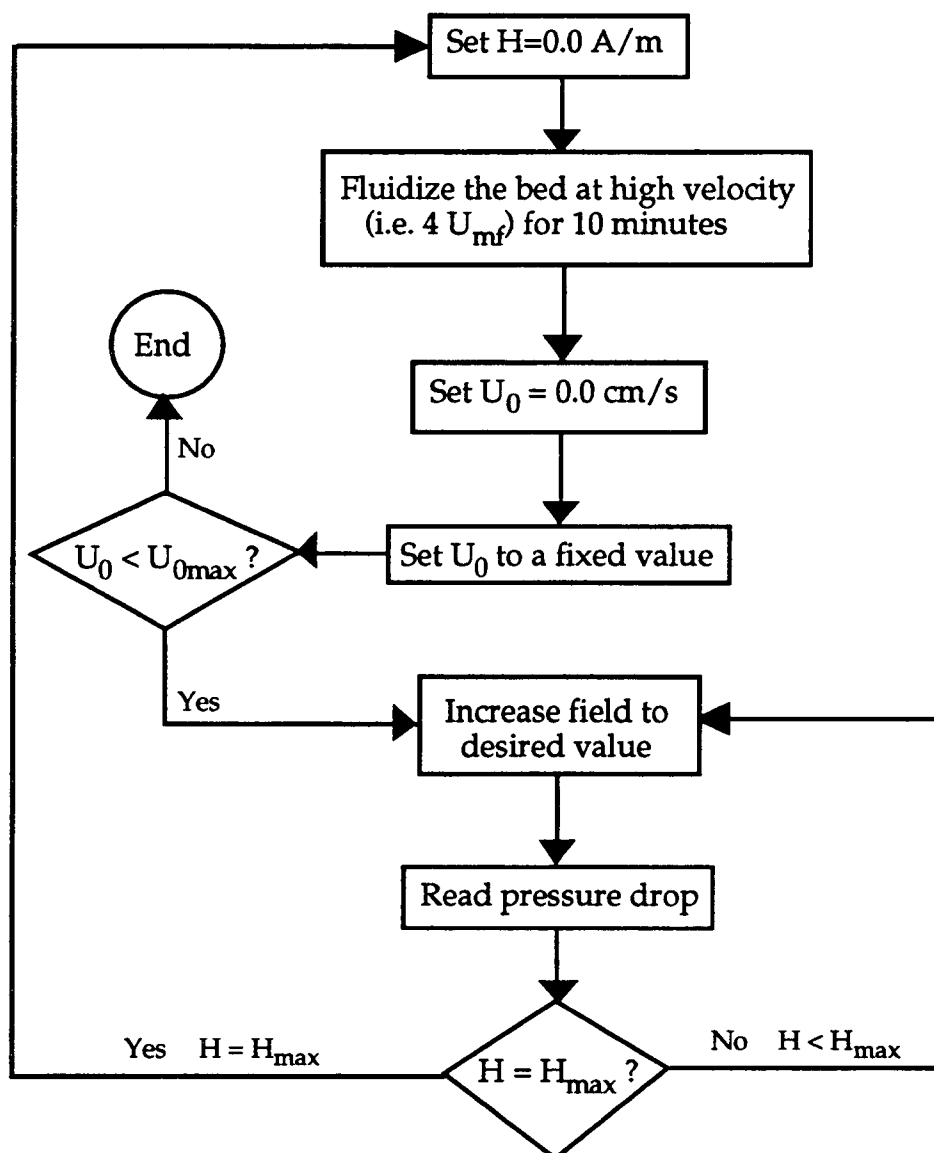 Set H=0.0 A/m
Fluidize the bed at high velocity
(i.e. 4 U_mf) for 10 minutes
End
Set U_0 = 0.0 cm/s
No
U_0 < U_0max ?
Set U_0 to a fixed value
Yes
Increase field to
desired value
Read pressure drop
Yes H = H_max
No H < H_max
H = H_max ?